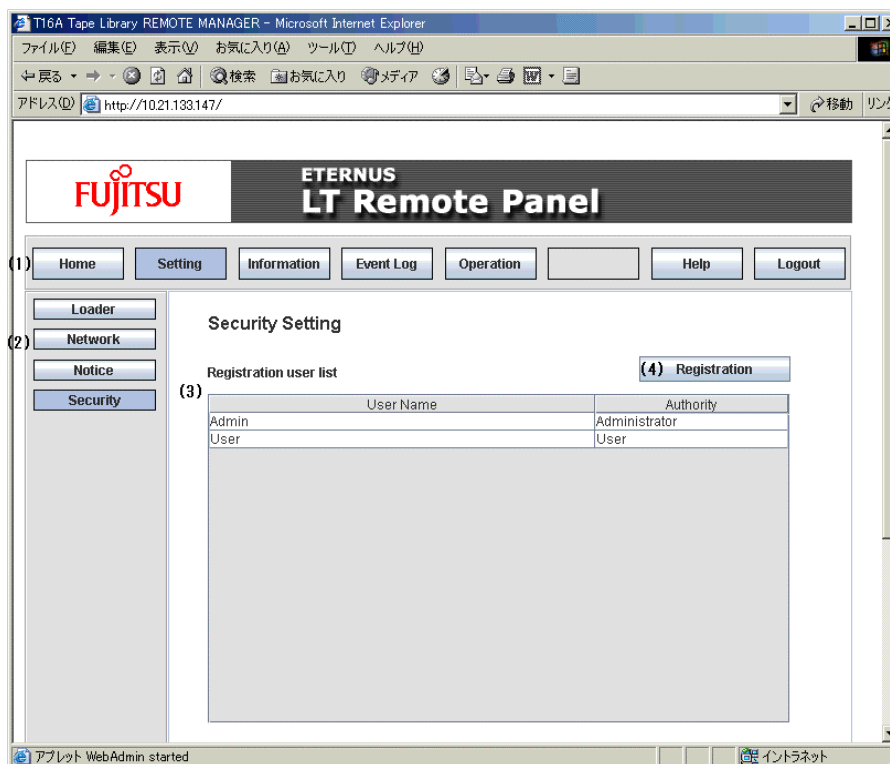 T16A Tape Library REMOTE MANAGER - Microsoft Internet Explorer
ファイル(F) 編集(E) 表示(V) お気に入り(A) ツール(T) ヘルプ(H)
戻る 検索 お気に入り メディア
アドレス(D) http://10.21.133.147/ 移動 リンク
FUJITSU
ETERNUS
LT Remote Panel
(1) Home Setting Information Event Log Operation Help Logout
Loader
(2) Network
Notice
Security
Security Setting
Registration user list
(4) Registration
(3)
User Name Authority
Admin Administrator
User User
アプレット WebAdmin started イントラネット